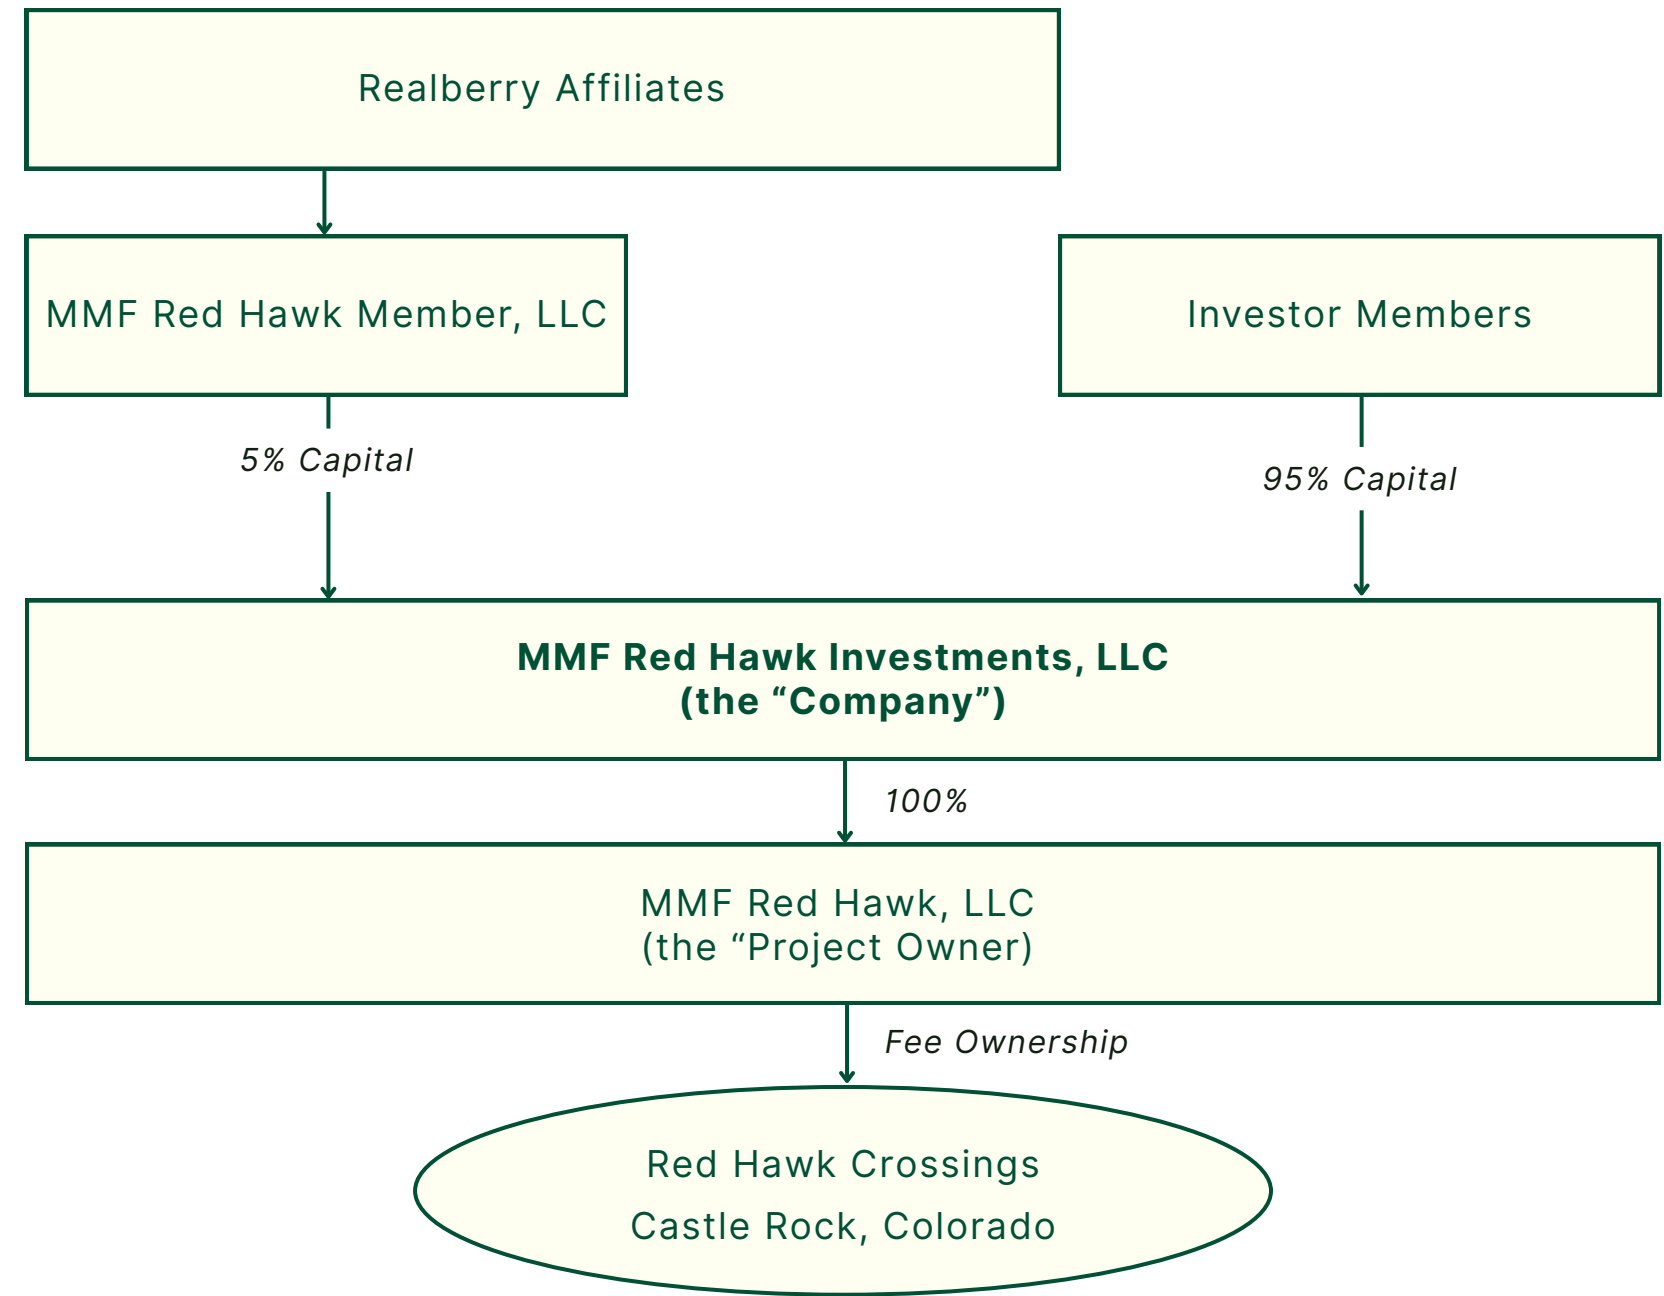 Realberry Affiliates
MMF Red Hawk Member, LLC
Investor Members
5% Capital
95% Capital
MMF Red Hawk Investments, LLC
(the “Company”)
100%
MMF Red Hawk, LLC
(the “Project Owner)
Fee Ownership
Red Hawk Crossings
Castle Rock, Colorado